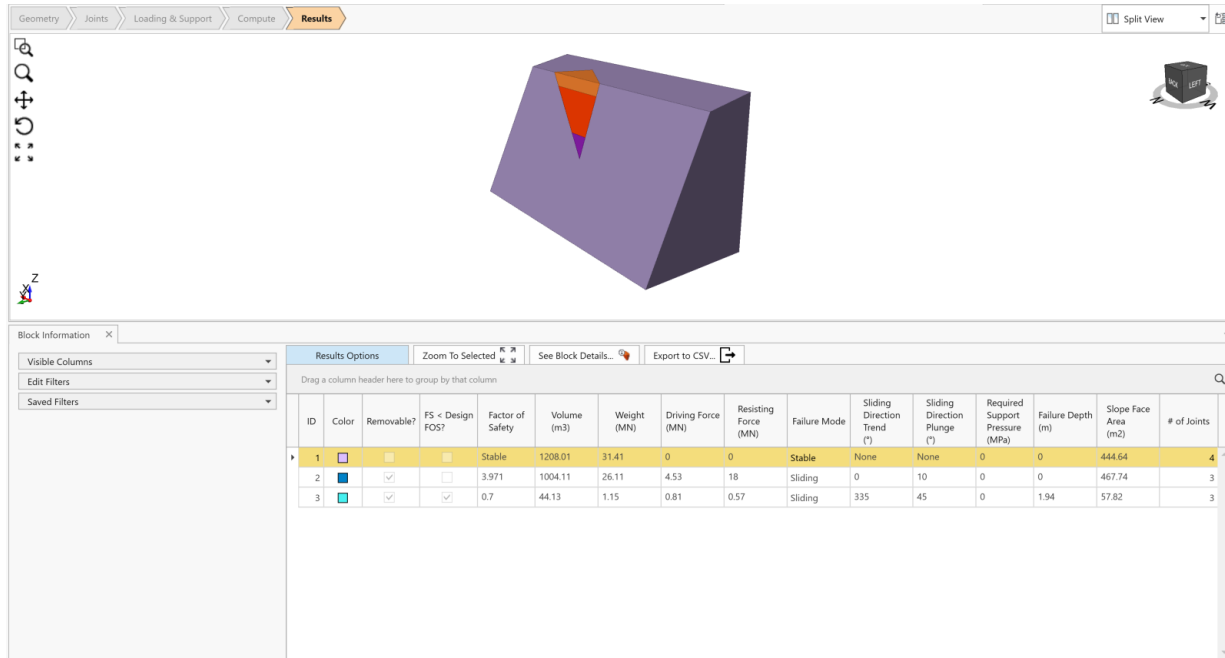 Geometry Joints Loading & Support Compute Results Split View
BACK LEFT
N
Z
X
Block Information
Results Options Zoom To Selected See Block Details... Export to CSV...
Visible Columns
Edit Filters
Saved Filters
Drag a column header here to group by that column
ID Color Removable? FS < Design FOS? Factor of Safety Volume (m3) Weight (MN) Driving Force (MN) Resisting Force (MN) Failure Mode Sliding Direction Trend (°) Sliding Direction Plunge (°) Required Support Pressure (MPa) Failure Depth (m) Slope Face Area (m2) # of Joints
1 Stable 1208.01 31.41 0 0 Stable None None 0 0 444.64 4
2 3.971 1004.11 26.11 4.53 18 Sliding 0 10 0 0 467.74 3
3 0.7 44.13 1.15 0.81 0.57 Sliding 335 45 0 1.94 57.82 3